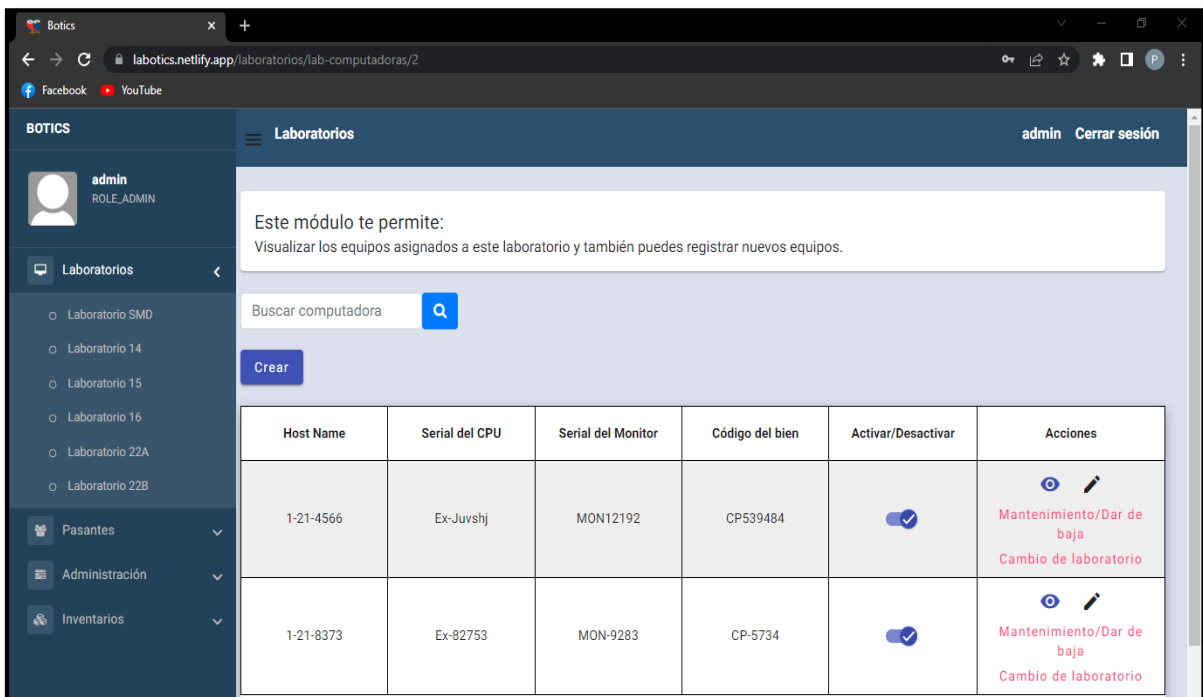 Botics
labotics.netlify.app/laboratorios/lab-computadoras/2
P
Facebook
YouTube
BOTICS
Laboratorios
admin
Cerrar sesión
admin
ROLE_ADMIN
Laboratorios
Laboratorio SMD
Laboratorio 14
Laboratorio 15
Laboratorio 16
Laboratorio 22A
Laboratorio 22B
Pasantes
Administración
Inventarios
Este módulo te permite:
Visualizar los equipos asignados a este laboratorio y también puedes registrar nuevos equipos.
Buscar computadora
Crear
Host Name Serial del CPU Serial del Monitor Código del bien Activar/Desactivar Acciones
1-21-4566 Ex-Juvshj MON12192 CP539484
Mantenimiento/Dar de
baja
Cambio de laboratorio
1-21-8373 Ex-82753 MON-9283 CP-5734
Mantenimiento/Dar de
baja
Cambio de laboratorio